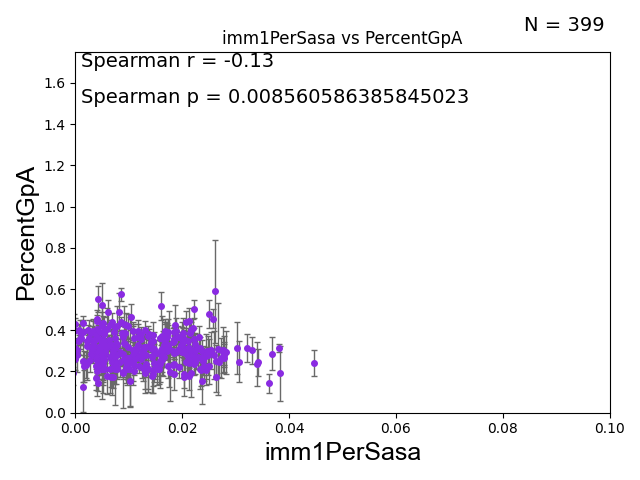 N = 399
imm1PerSasa vs PercentGpA
Spearman r = -0.13
Spearman p = 0.008560586385845023
PercentGpA
1.6
1.4
1.2
1.0
0.8
0.6
0.4
0.2
0.0
0.00 0.02 0.04 0.06 0.08 0.10
imm1PerSasa